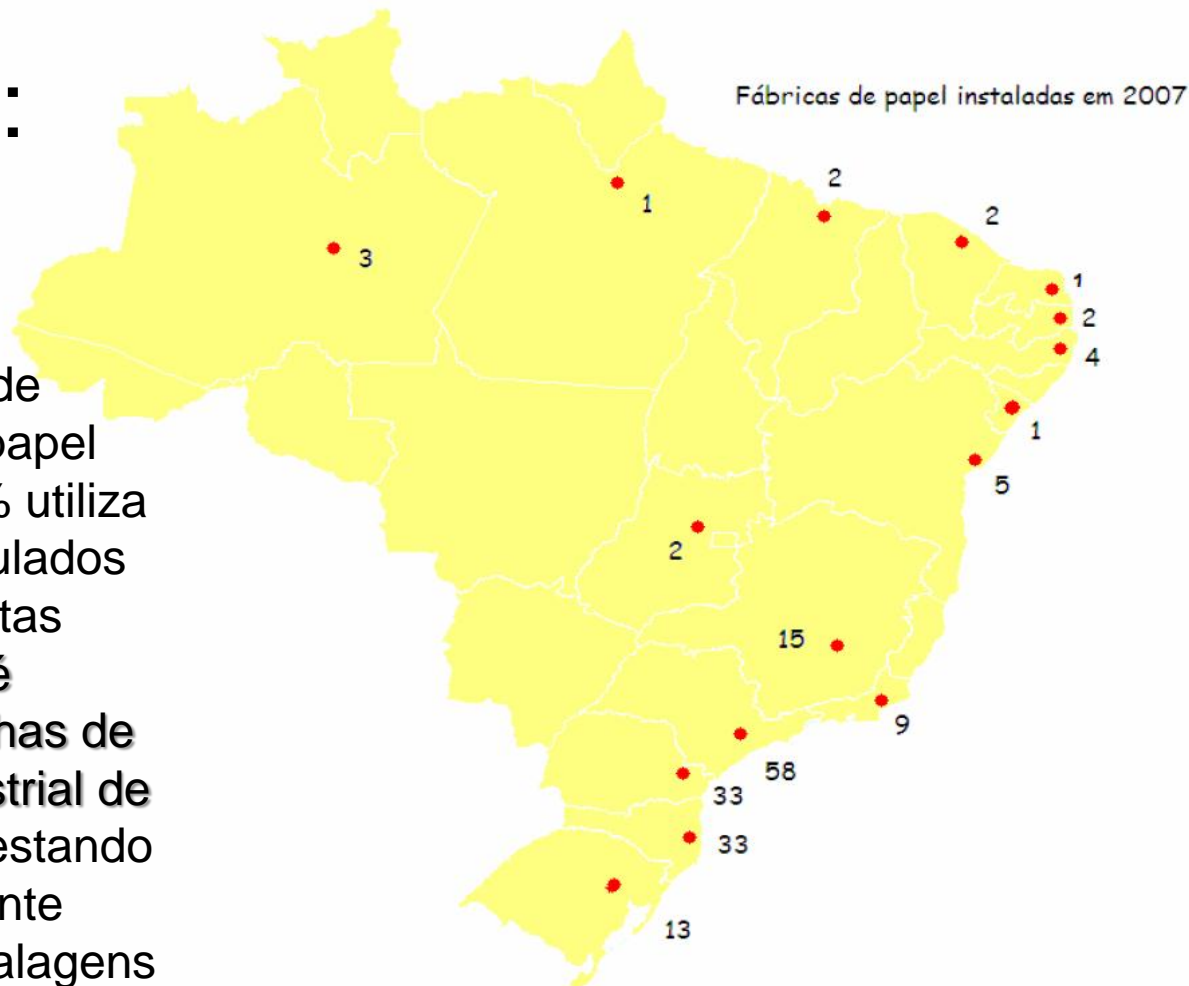 :
Fábricas de papel instaladas em 2007
de
papel
% utiliza
ulados
tas
é
has de
strial de
estando
nte
alagens
1
3
2
2
1
2
4
1
5
2
15
9
58
33
33
13